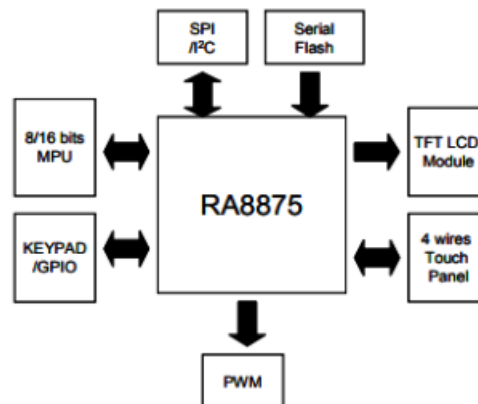 SPI
/I²C
Serial
Flash
8/16 bits
MPU
RA8875
TFT LCD
Module
KEYPAD
/GPIO
4 wires
Touch
Panel
PWM